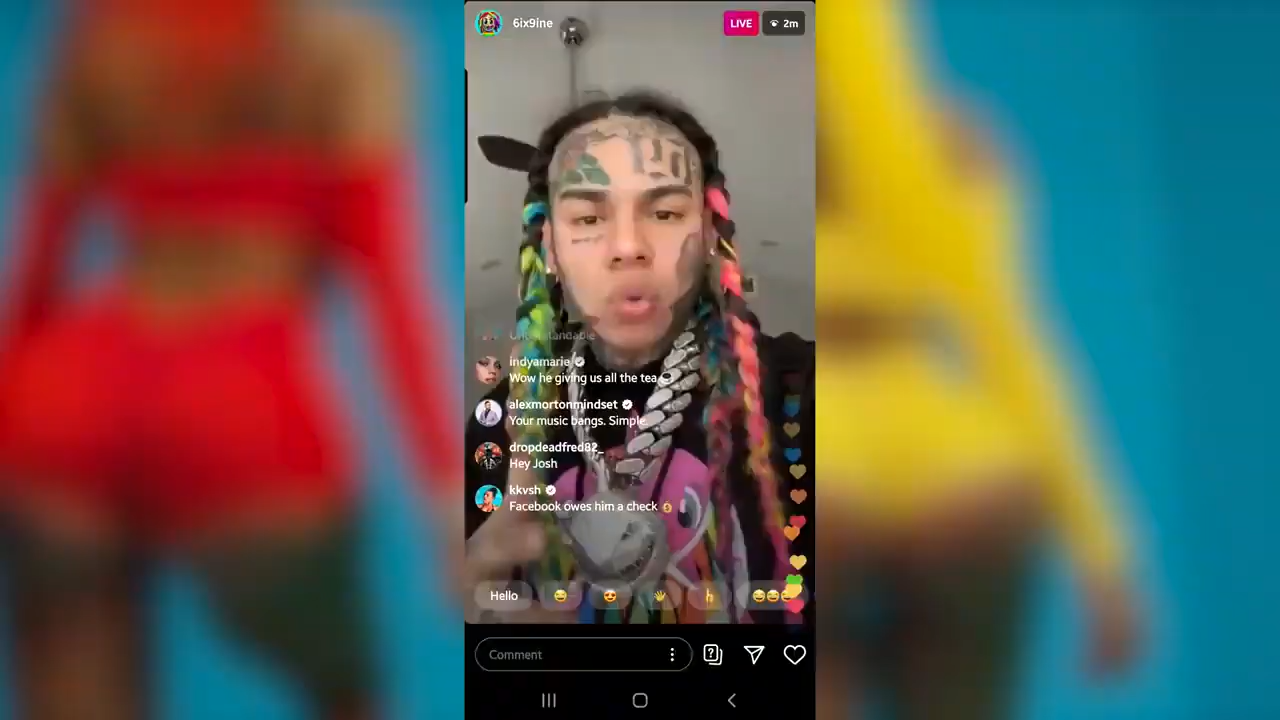 6ix9ine
LIVE
2m
indyamarie
Wow he giving us all the tea
alexmortonmindset
Your music bangs. Simple.
dropdeadfred82_
Hey Josh
kkvsh
Facebook owes him a check
Hello
Comment